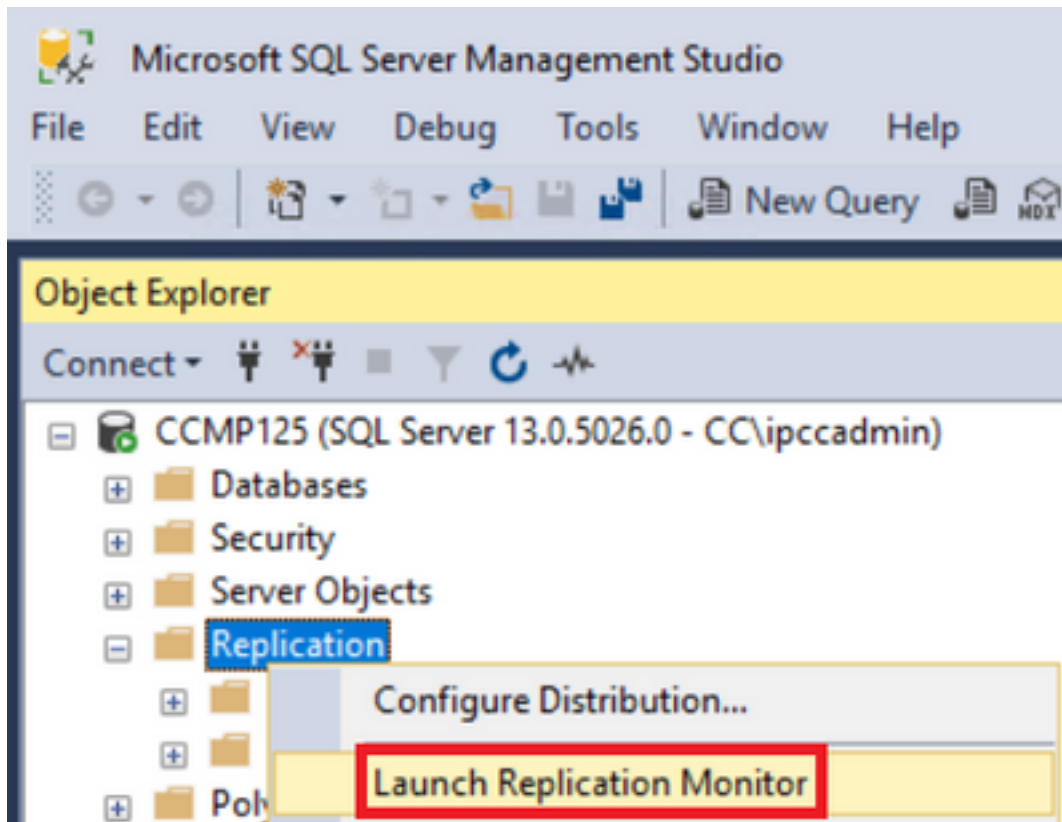 Microsoft SQL Server Management Studio
File Edit View Debug Tools Window Help
New Query MDX
Object Explorer
Connect
CCMP125 (SQL Server 13.0.5026.0 - CC\ipccadmin)
Databases
Security
Server Objects
Replication
Configure Distribution...
Launch Replication Monitor